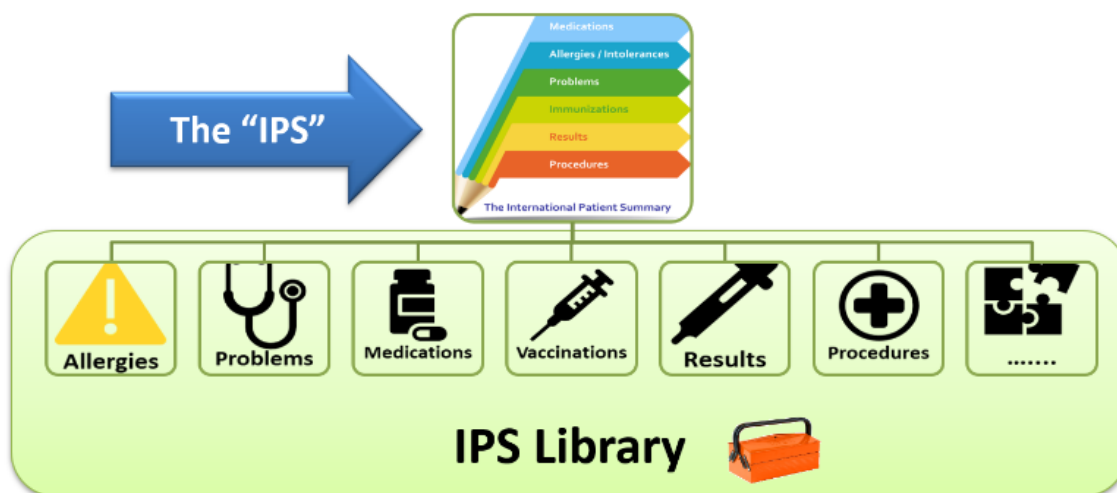 Medications
Allergies / Intolerances
Problems
Immunizations
Results
Procedures
The International Patient Summary
The “IPS”
Allergies
Problems
Medications
Vaccinations
Results
Procedures
.......
IPS Library